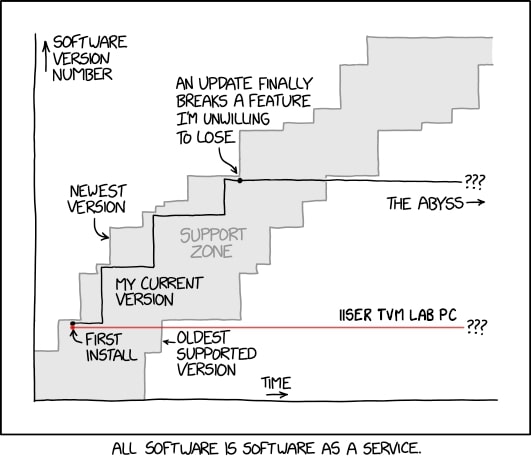 SOFTWARE
VERSION
NUMBER
AN UPDATE FINALLY
BREAKS A FEATURE
I'M UNWILLING
TO LOSE
NEWEST
VERSION
???
THE ABYSS
SUPPORT
ZONE
MY CURRENT
VERSION
IISER TVM LAB PC
???
FIRST
INSTALL
OLDEST
SUPPORTED
VERSION
TIME
ALL SOFTWARE IS SOFTWARE AS A SERVICE.